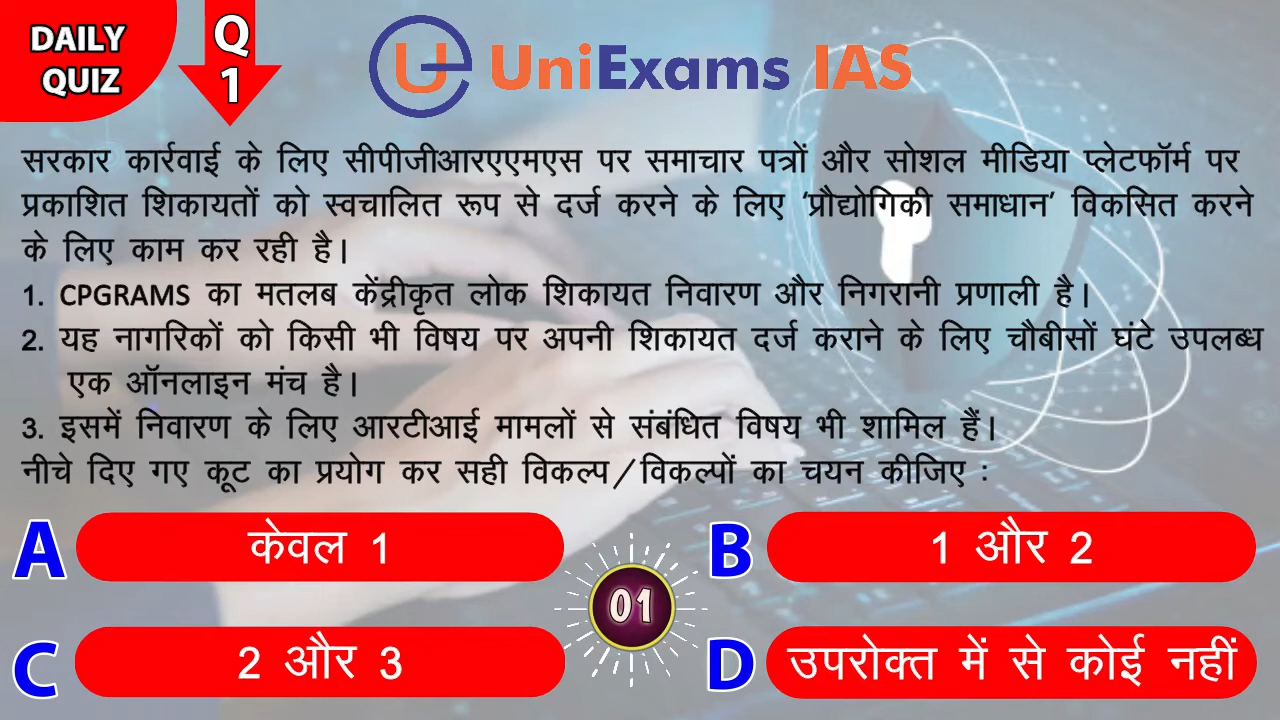 DAILY
QUIZ
Q
1
UniExams IAS
सरकार कार्रवाई के लिए सीपीजीआरएएमएस पर समाचार पत्रों और सोशल मीडिया प्लेटफॉर्म पर
प्रकाशित शिकायतों को स्वचालित रूप से दर्ज करने के लिए ‘प्रौद्योगिकी समाधान’ विकसित करने
के लिए काम कर रही है।
1. CPGRAMS का मतलब केंद्रीकृत लोक शिकायत निवारण और निगरानी प्रणाली है।
2. यह नागरिकों को किसी भी विषय पर अपनी शिकायत दर्ज कराने के लिए चौबीसों घंटे उपलब्ध
एक ऑनलाइन मंच है।
3. इसमें निवारण के लिए आरटीआई मामलों से संबंधित विषय भी शामिल हैं।
नीचे दिए गए कूट का प्रयोग कर सही विकल्प/विकल्पों का चयन कीजिए :
A केवल 1
B 1 और 2
01
C 2 और 3
D उपरोक्त में से कोई नहीं